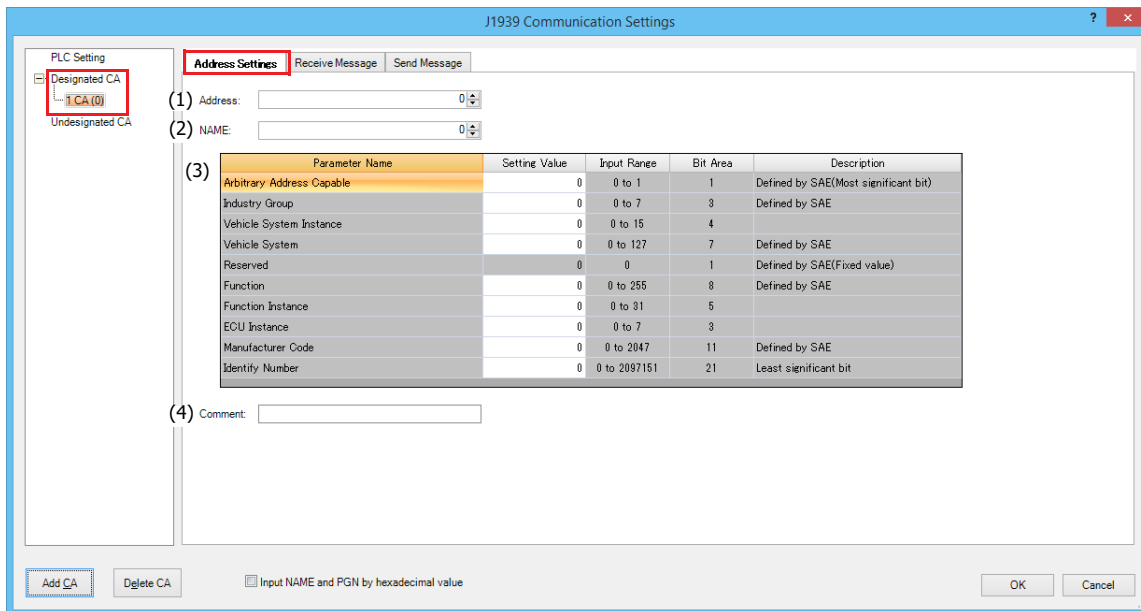 J1939 Communication Settings
? ×
PLC Setting
Designated CA
1 CA (0)
Undesignated CA
Address Settings Receive Message Send Message
(1) Address: 0
(2) NAME: 0
(3)
Parameter Name Setting Value Input Range Bit Area Description
Arbitrary Address Capable 0 0 to 1 1 Defined by SAE(Most significant bit)
Industry Group 0 0 to 7 3 Defined by SAE
Vehicle System Instance 0 0 to 15 4
Vehicle System 0 0 to 127 7 Defined by SAE
Reserved 0 0 1 Defined by SAE(Fixed value)
Function 0 0 to 255 8 Defined by SAE
Function Instance 0 0 to 31 5
ECU Instance 0 0 to 7 3
Manufacturer Code 0 0 to 2047 11 Defined by SAE
Identify Number 0 0 to 2097151 21 Least significant bit
(4) Comment:
Add CA Delete CA Input NAME and PGN by hexadecimal value OK Cancel